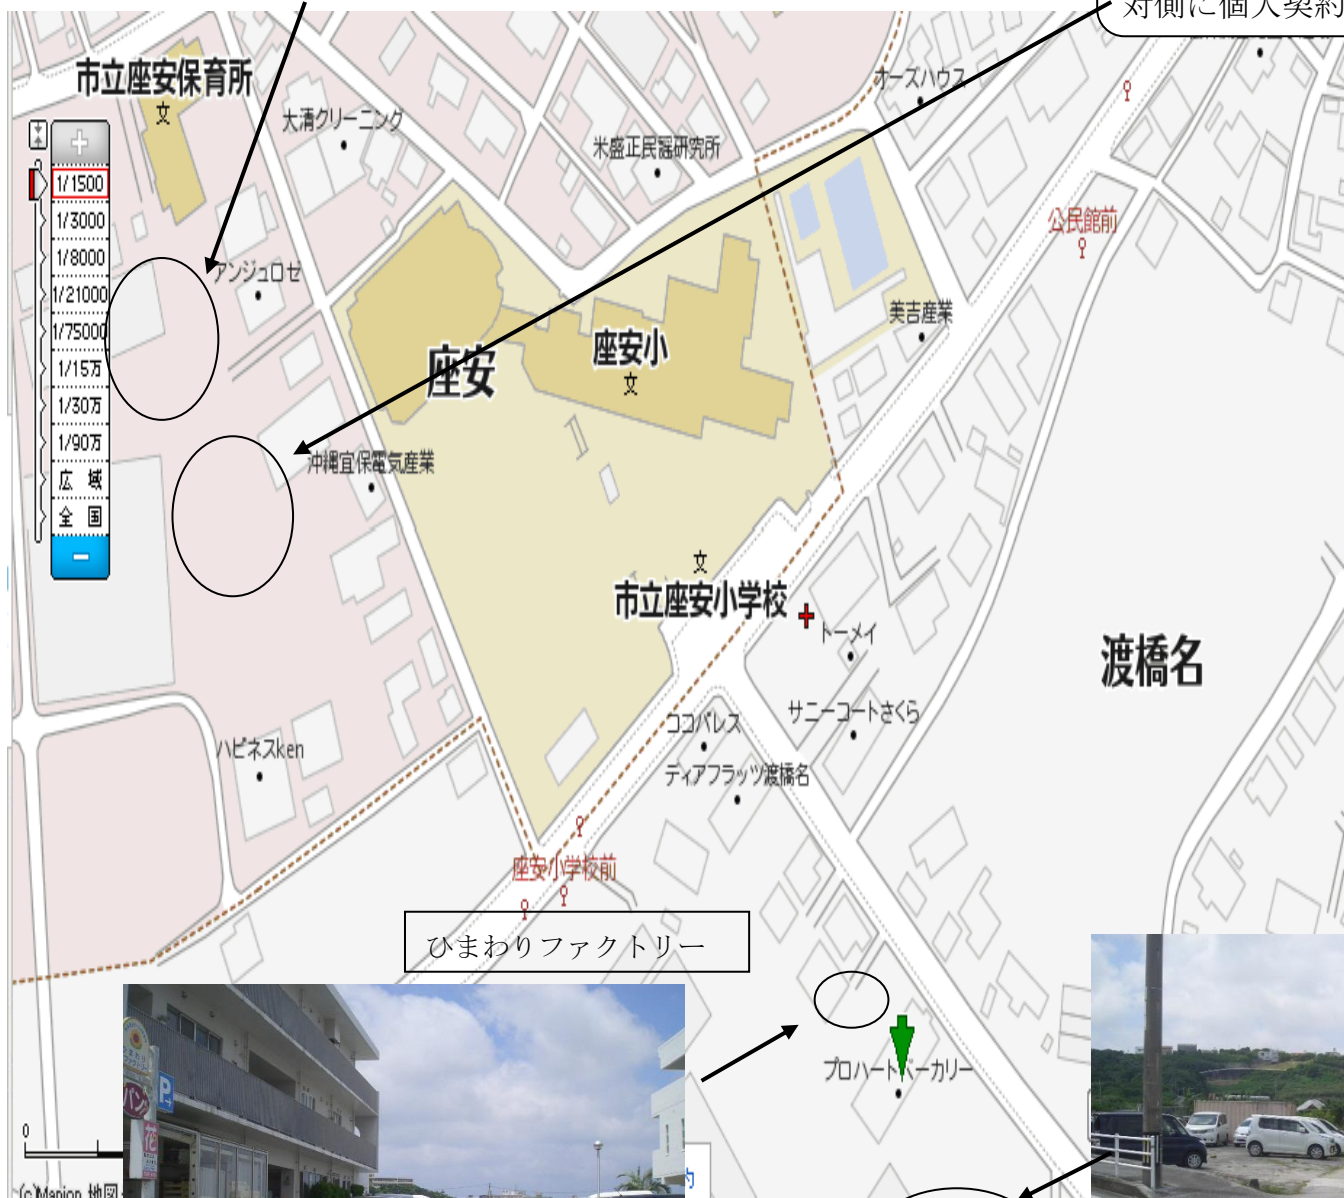 対側に個人契約
市立座安保育所
大清クリーニング
オーズハウス
米盛正民謡研究所
1/1500
1/3000
1/8000
1/21000
1/75000
1/15万
1/30万
1/90万
広 域
全 国
アンジュロゼ
公民館前
美吉産業
座安
座安小
沖縄宜保電気産業
市立座安小学校
トーメイ
渡橋名
サニーコートさくら
ココパレス
ハピネスken
ディアフラッツ渡橋名
座安小学校前
ひまわりファクリトー
プロハートベーカリー
パン
P
花
0
(c)Mapion 地図